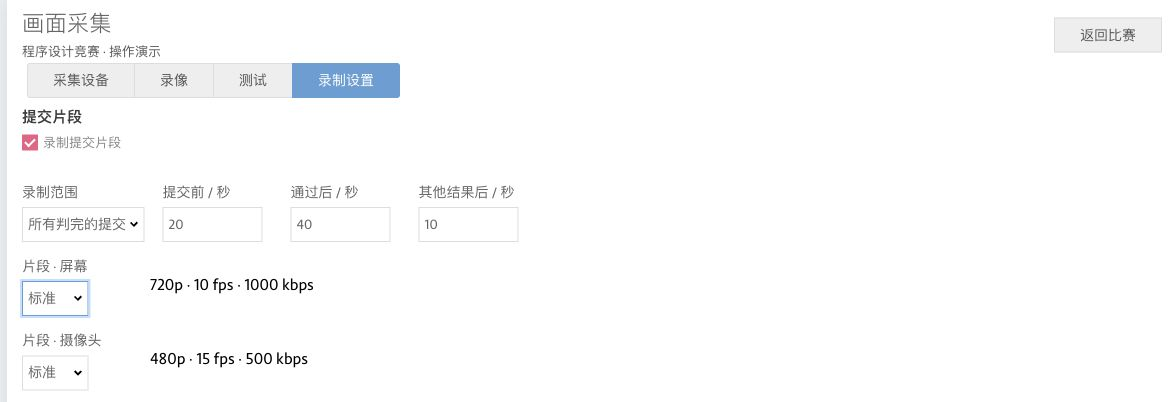 画面采集
返回比赛
程序设计竞赛 · 操作演示
采集设备 录像 测试 录制设置
提交片段
录制提交片段
录制范围 提交前 / 秒 通过后 / 秒 其他结果后 / 秒
所有判完的提交 20 40 10
片段 · 屏幕
标准 720p · 10 fps · 1000 kbps
片段 · 摄像头
标准 480p · 15 fps · 500 kbps